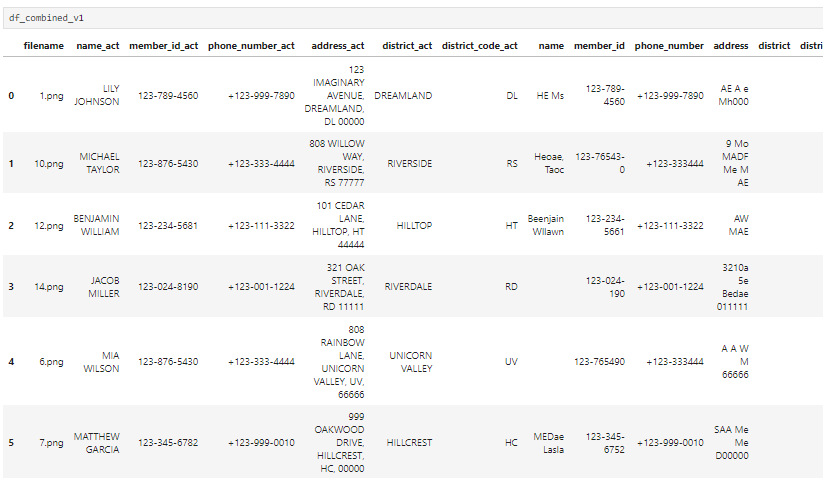 df_combined_v1
filename name_act member_id_act phone_number_act address_act district_act district_code_act name member_id phone_number address district distri
0 1.png LILY JOHNSON 123-789-4560 +123-999-7890 123 IMAGINARY AVENUE, DREAMLAND, DL 00000 DREAMLAND DL HE Ms 123-789-4560 +123-999-7890 AE A e Mh000
1 10.png MICHAEL TAYLOR 123-876-5430 +123-333-4444 808 WILLOW WAY, RIVERSIDE, RS 77777 RIVERSIDE RS Heoae, Taoc 123-76543-0 +123-333444 9 Mo MADF Me M AE
2 12.png BENJAMIN WILLIAM 123-234-5681 +123-111-3322 101 CEDAR LANE, HILLTOP, HT 44444 HILLTOP HT Beenjain Wllawn 123-234-5661 +123-111-3322 AW MAE
3 14.png JACOB MILLER 123-024-8190 +123-001-1224 321 OAK STREET, RIVERDALE, RD 11111 RIVERDALE RD 123-024-190 +123-001-1224 3210a 5e Bedae 011111
4 6.png MIA WILSON 123-876-5430 +123-333-4444 808 RAINBOW LANE, UNICORN VALLEY, UV, 66666 UNICORN VALLEY UV 123-765490 +123-333444 A A W M 66666
5 7.png MATTHEW GARCIA 123-345-6782 +123-999-0010 999 OAKWOOD DRIVE, HILLCREST, HC, 00000 HILLCREST HC MEDae Lasla 123-345-6752 +123-999-0010 SAA Me Me D00000